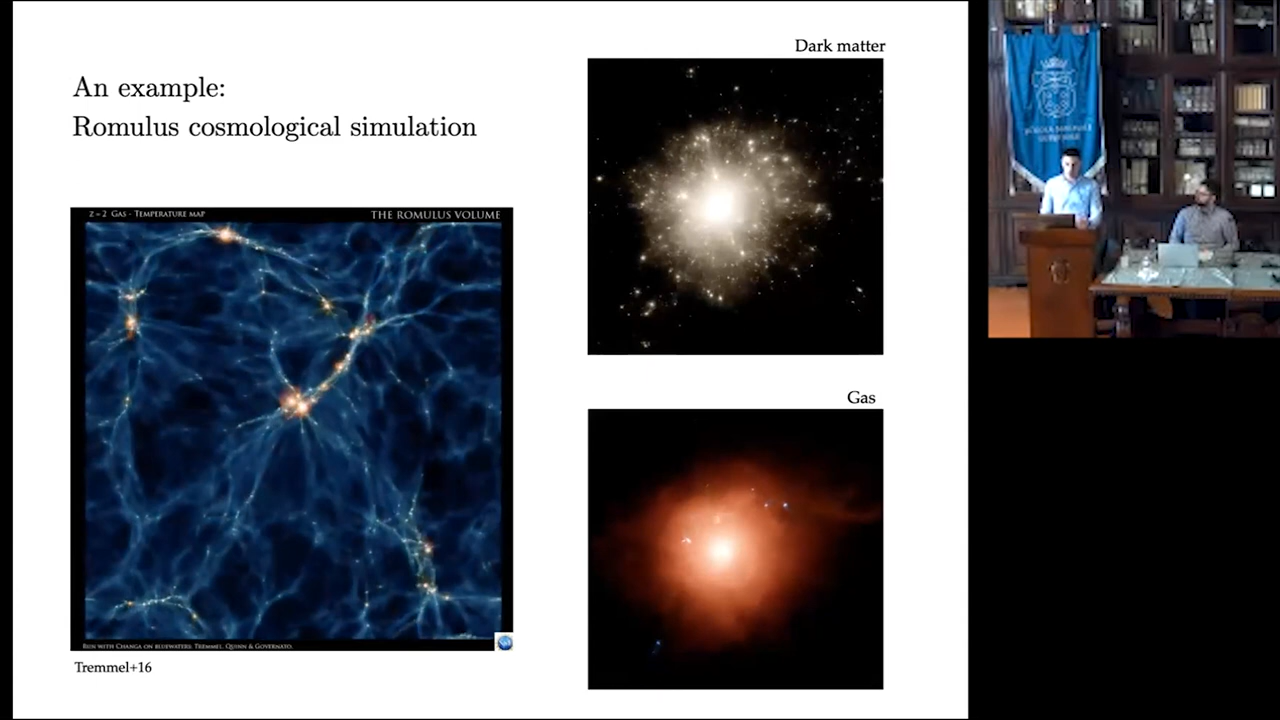 An example:
Romulus cosmological simulation
z = 2 Gas - Temperature map
The Romulus Volume
Run with ChaNGa on Bluewaters: Tremmel, Quinn & Governato.
Tremmel+16
Dark matter
Gas